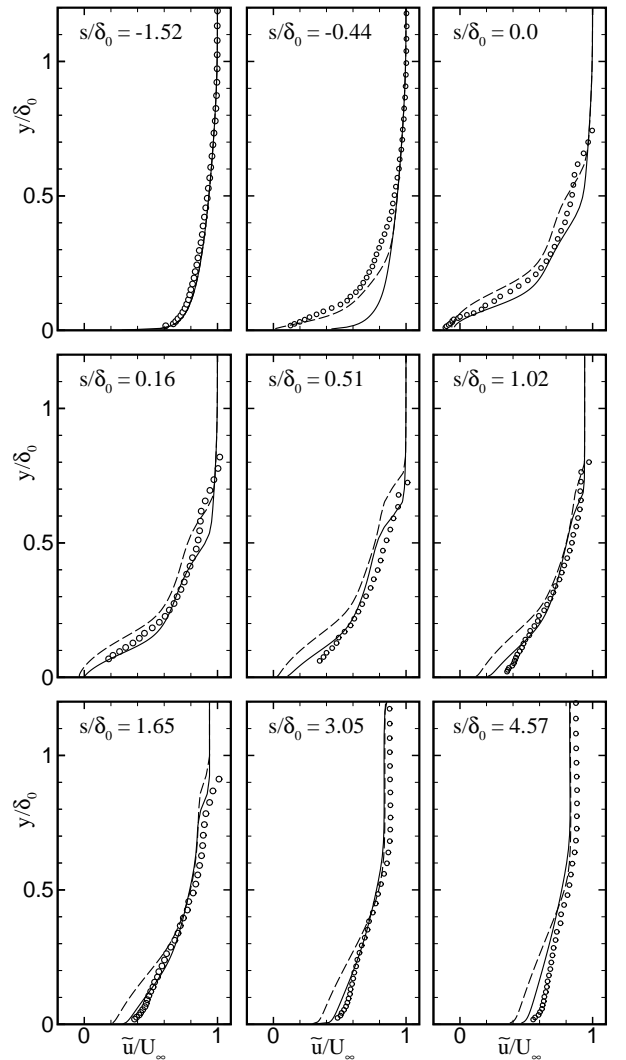 s/δ₀ = -1.52
s/δ₀ = -0.44
s/δ₀ = 0.0
y/δ₀
1
0.5
0
s/δ₀ = 0.16
s/δ₀ = 0.51
s/δ₀ = 1.02
y/δ₀
1
0.5
0
s/δ₀ = 1.65
s/δ₀ = 3.05
s/δ₀ = 4.57
y/δ₀
1
0.5
0
0 1 0 1 0 1
ũ/U∞ ũ/U∞ ũ/U∞